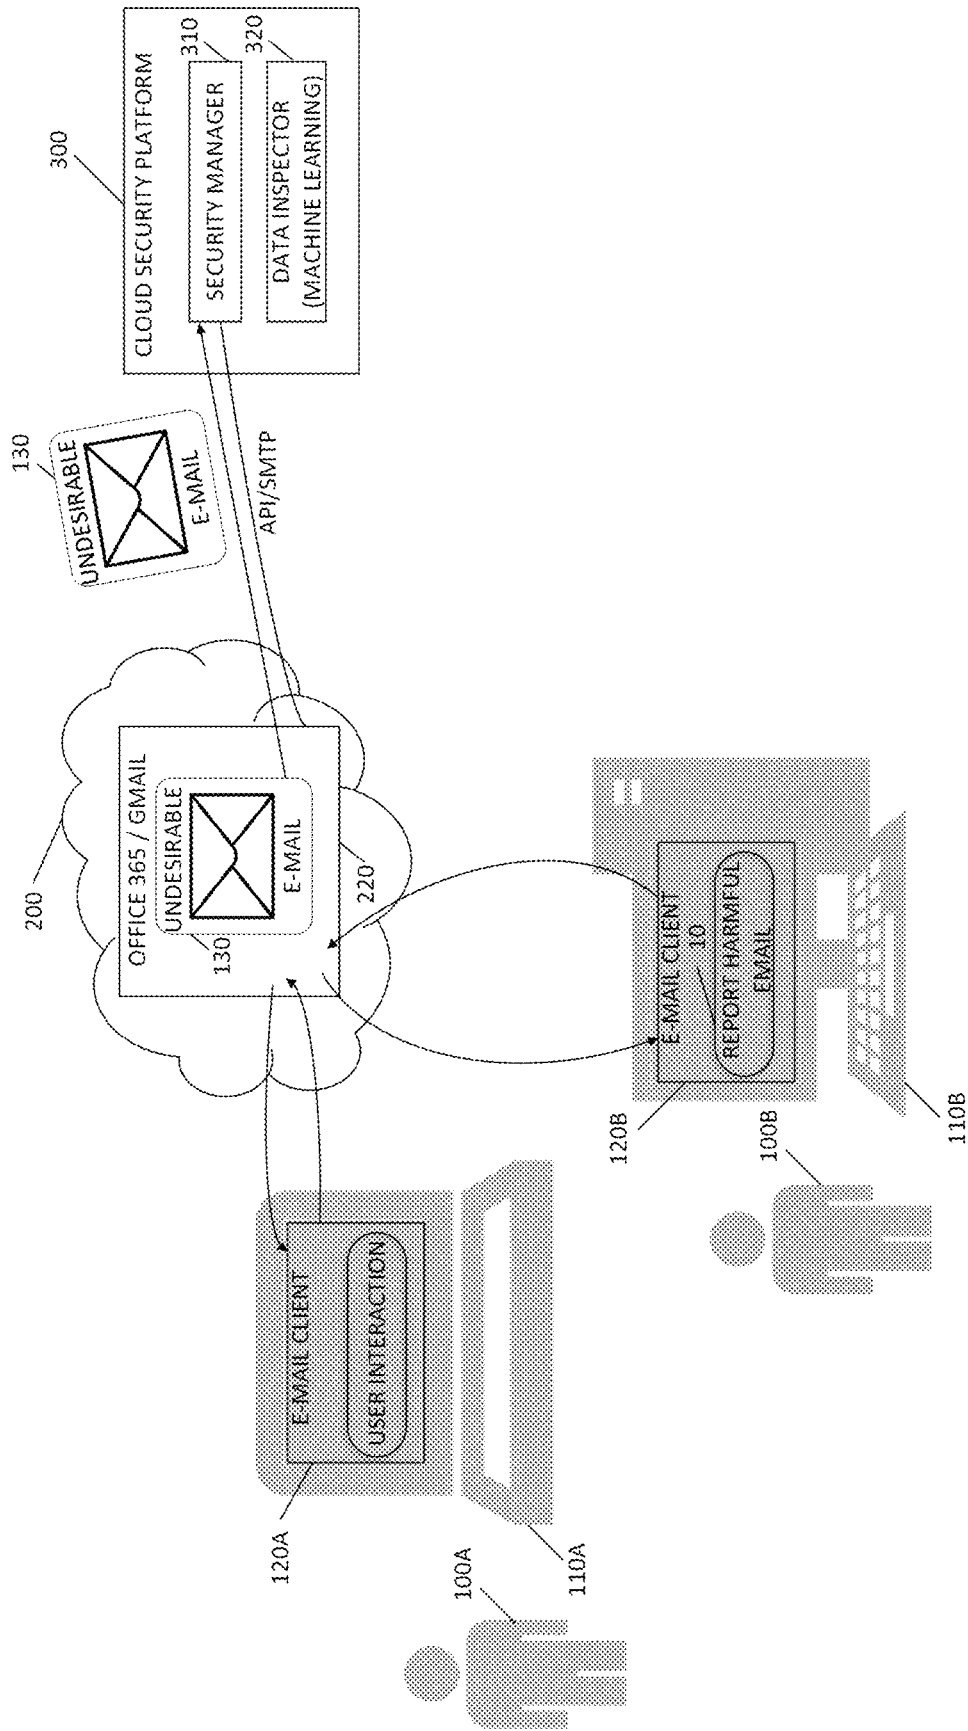 300
CLOUD SECURITY PLATFORM
310
SECURITY MANAGER
320
DATA INSPECTOR
(MACHINE LEARNING)
130
UNDESIRABLE
E-MAIL
API/SMTP
200
OFFICE 365 / GMAIL
UNDESIRABLE
E-MAIL
130
220
E-MAIL CLIENT
USER INTERACTION
120A
100A
110A
E-MAIL CLIENT
10
REPORT HARMFUL
EMAIL
120B
100B
110B